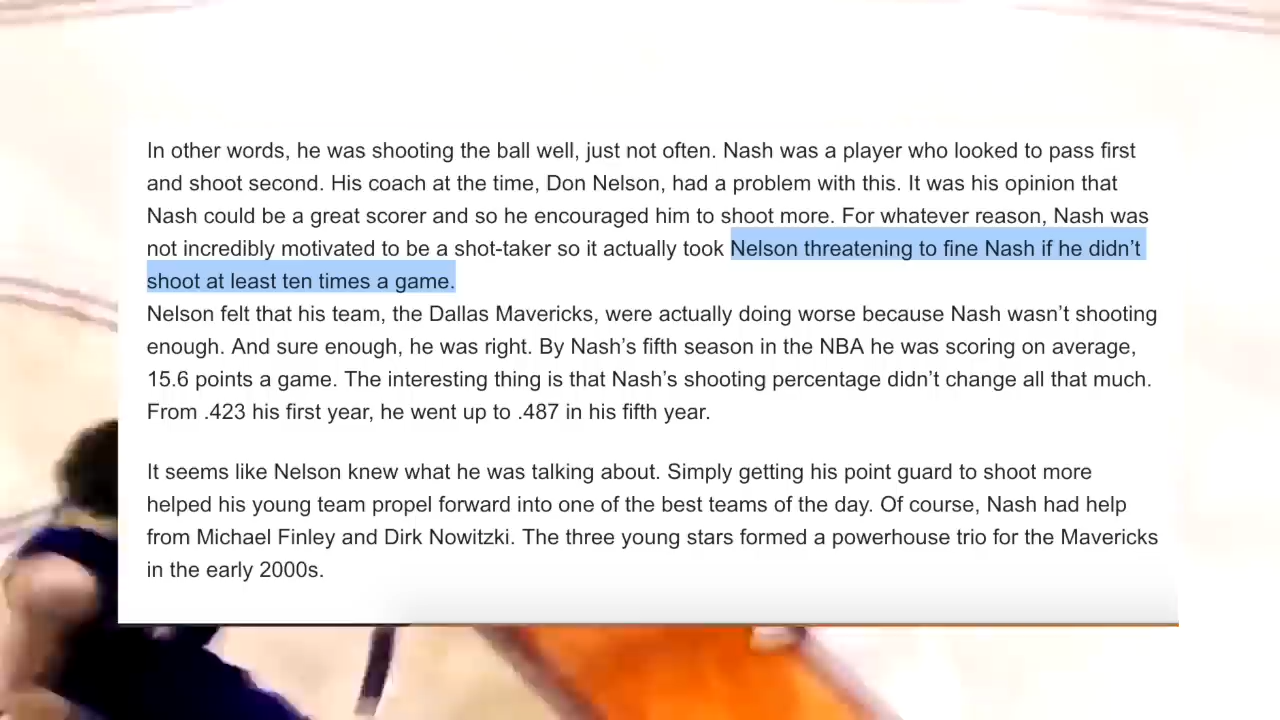 In other words, he was shooting the ball well, just not often. Nash was a player who looked to pass first
and shoot second. His coach at the time, Don Nelson, had a problem with this. It was his opinion that
Nash could be a great scorer and so he encouraged him to shoot more. For whatever reason, Nash was
not incredibly motivated to be a shot-taker so it actually took Nelson threatening to fine Nash if he didn’t
shoot at least ten times a game.
Nelson felt that his team, the Dallas Mavericks, were actually doing worse because Nash wasn’t shooting
enough. And sure enough, he was right. By Nash’s fifth season in the NBA he was scoring on average,
15.6 points a game. The interesting thing is that Nash’s shooting percentage didn’t change all that much.
From .423 his first year, he went up to .487 in his fifth year.
It seems like Nelson knew what he was talking about. Simply getting his point guard to shoot more
helped his young team propel forward into one of the best teams of the day. Of course, Nash had help
from Michael Finley and Dirk Nowitzki. The three young stars formed a powerhouse trio for the Mavericks
in the early 2000s.